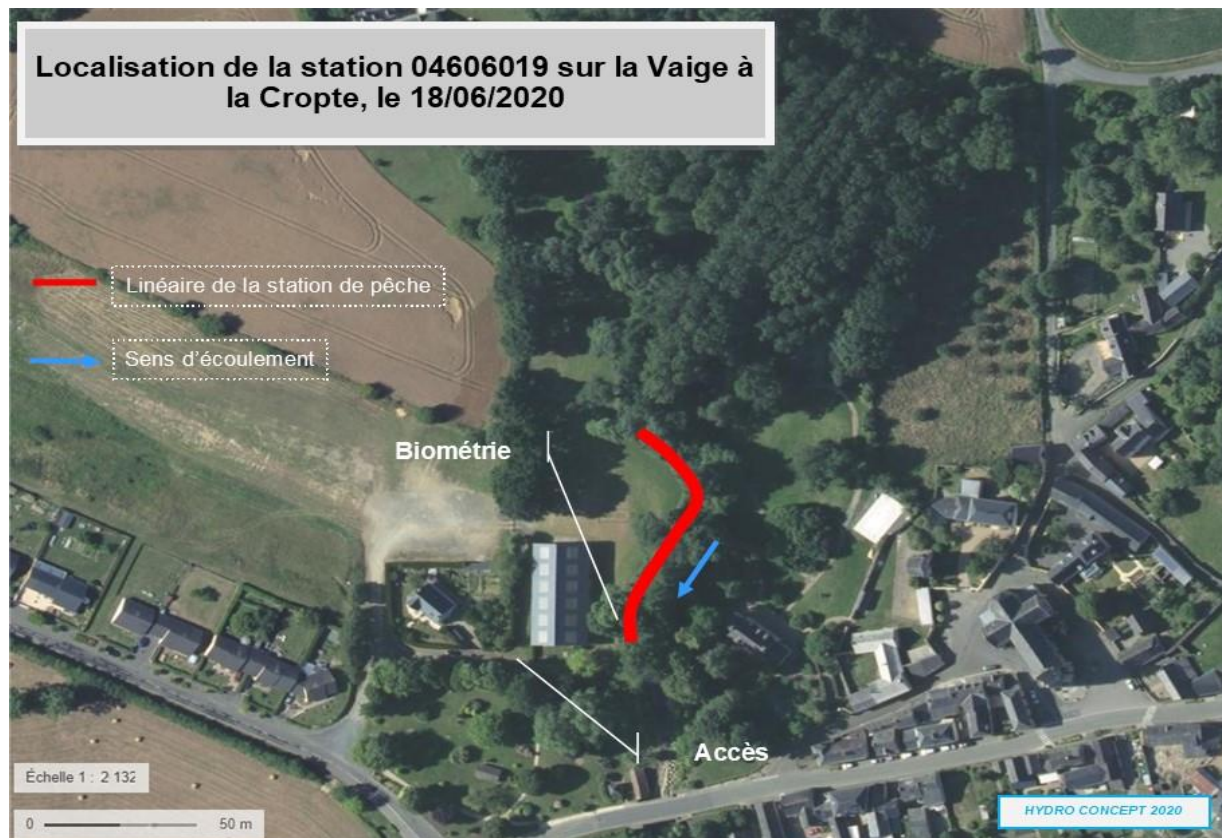 Localisation de la station 04606019 sur la Vaige à
la Cropte, le 18/06/2020
Linéaire de la station de pêche
Sens d'écoulement
Biométrie
Accès
Échelle 1 : 2 132
0 50 m
HYDRO CONCEPT 2020